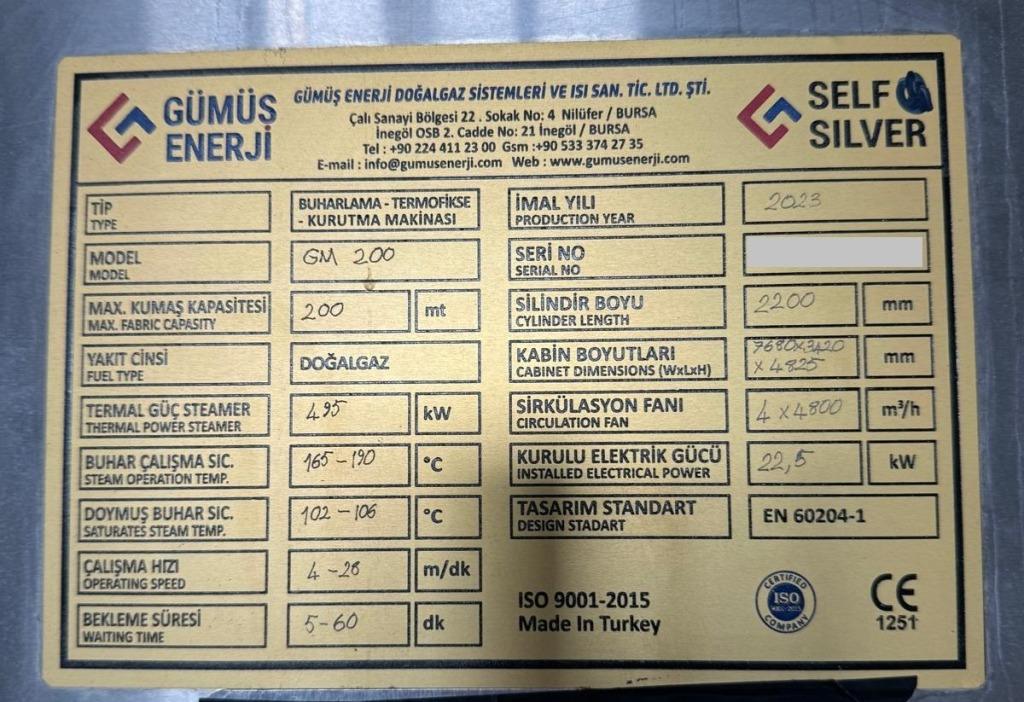 GÜMÜŞ
ENERJİ
GÜMÜŞ ENERJİ DOĞALGAZ SİSTEMLERİ VE ISI SAN. TİC. LTD. ŞTİ.
Çalı Sanayi Bölgesi 22 . Sokak No: 4 Nilüfer / BURSA
İnegöl OSB 2. Cadde No: 21 İnegöl / BURSA
Tel : +90 224 411 23 00 Gsm :+90 533 374 27 35
E-mail : info@gumusenerji.com Web : www.gumusenerji.com
SELF
SILVER
TİP
TYPE
BUHARLAMA - TERMOFİKSE
- KURUTMA MAKİNASI
MODEL
MODEL
GM 200
MAX. KUMAŞ KAPASİTESİ
MAX. FABRIC CAPASITY
200 mt
YAKIT CİNSİ
FUEL TYPE
DOĞALGAZ
TERMAL GÜÇ STEAMER
THERMAL POWER STEAMER
495 kW
BUHAR ÇALIŞMA SIC.
STEAM OPERATION TEMP.
165-190 °C
DOYMUŞ BUHAR SIC.
SATURATES STEAM TEMP.
102-106 °C
ÇALIŞMA HIZI
OPERATING SPEED
4-28 m/dk
BEKLEME SÜRESİ
WAITING TIME
5-60 dk
İMAL YILI
PRODUCTION YEAR
2023
SERİ NO
SERIAL NO
SİLİNDİR BOYU
CYLINDER LENGTH
2200 mm
KABİN BOYUTLARI
CABINET DIMENSIONS (WxLxH)
7680x3420
x 4825 mm
SİRKÜLASYON FANI
CIRCULATION FAN
4 x 4800 m³/h
KURULU ELEKTRİK GÜCÜ
INSTALLED ELECTRICAL POWER
22,5 kW
TASARIM STANDART
DESIGN STADART
EN 60204-1
ISO 9001-2015
Made In Turkey
CERTIFIED
ISO
9001-2015
COMPANY
CE
1251